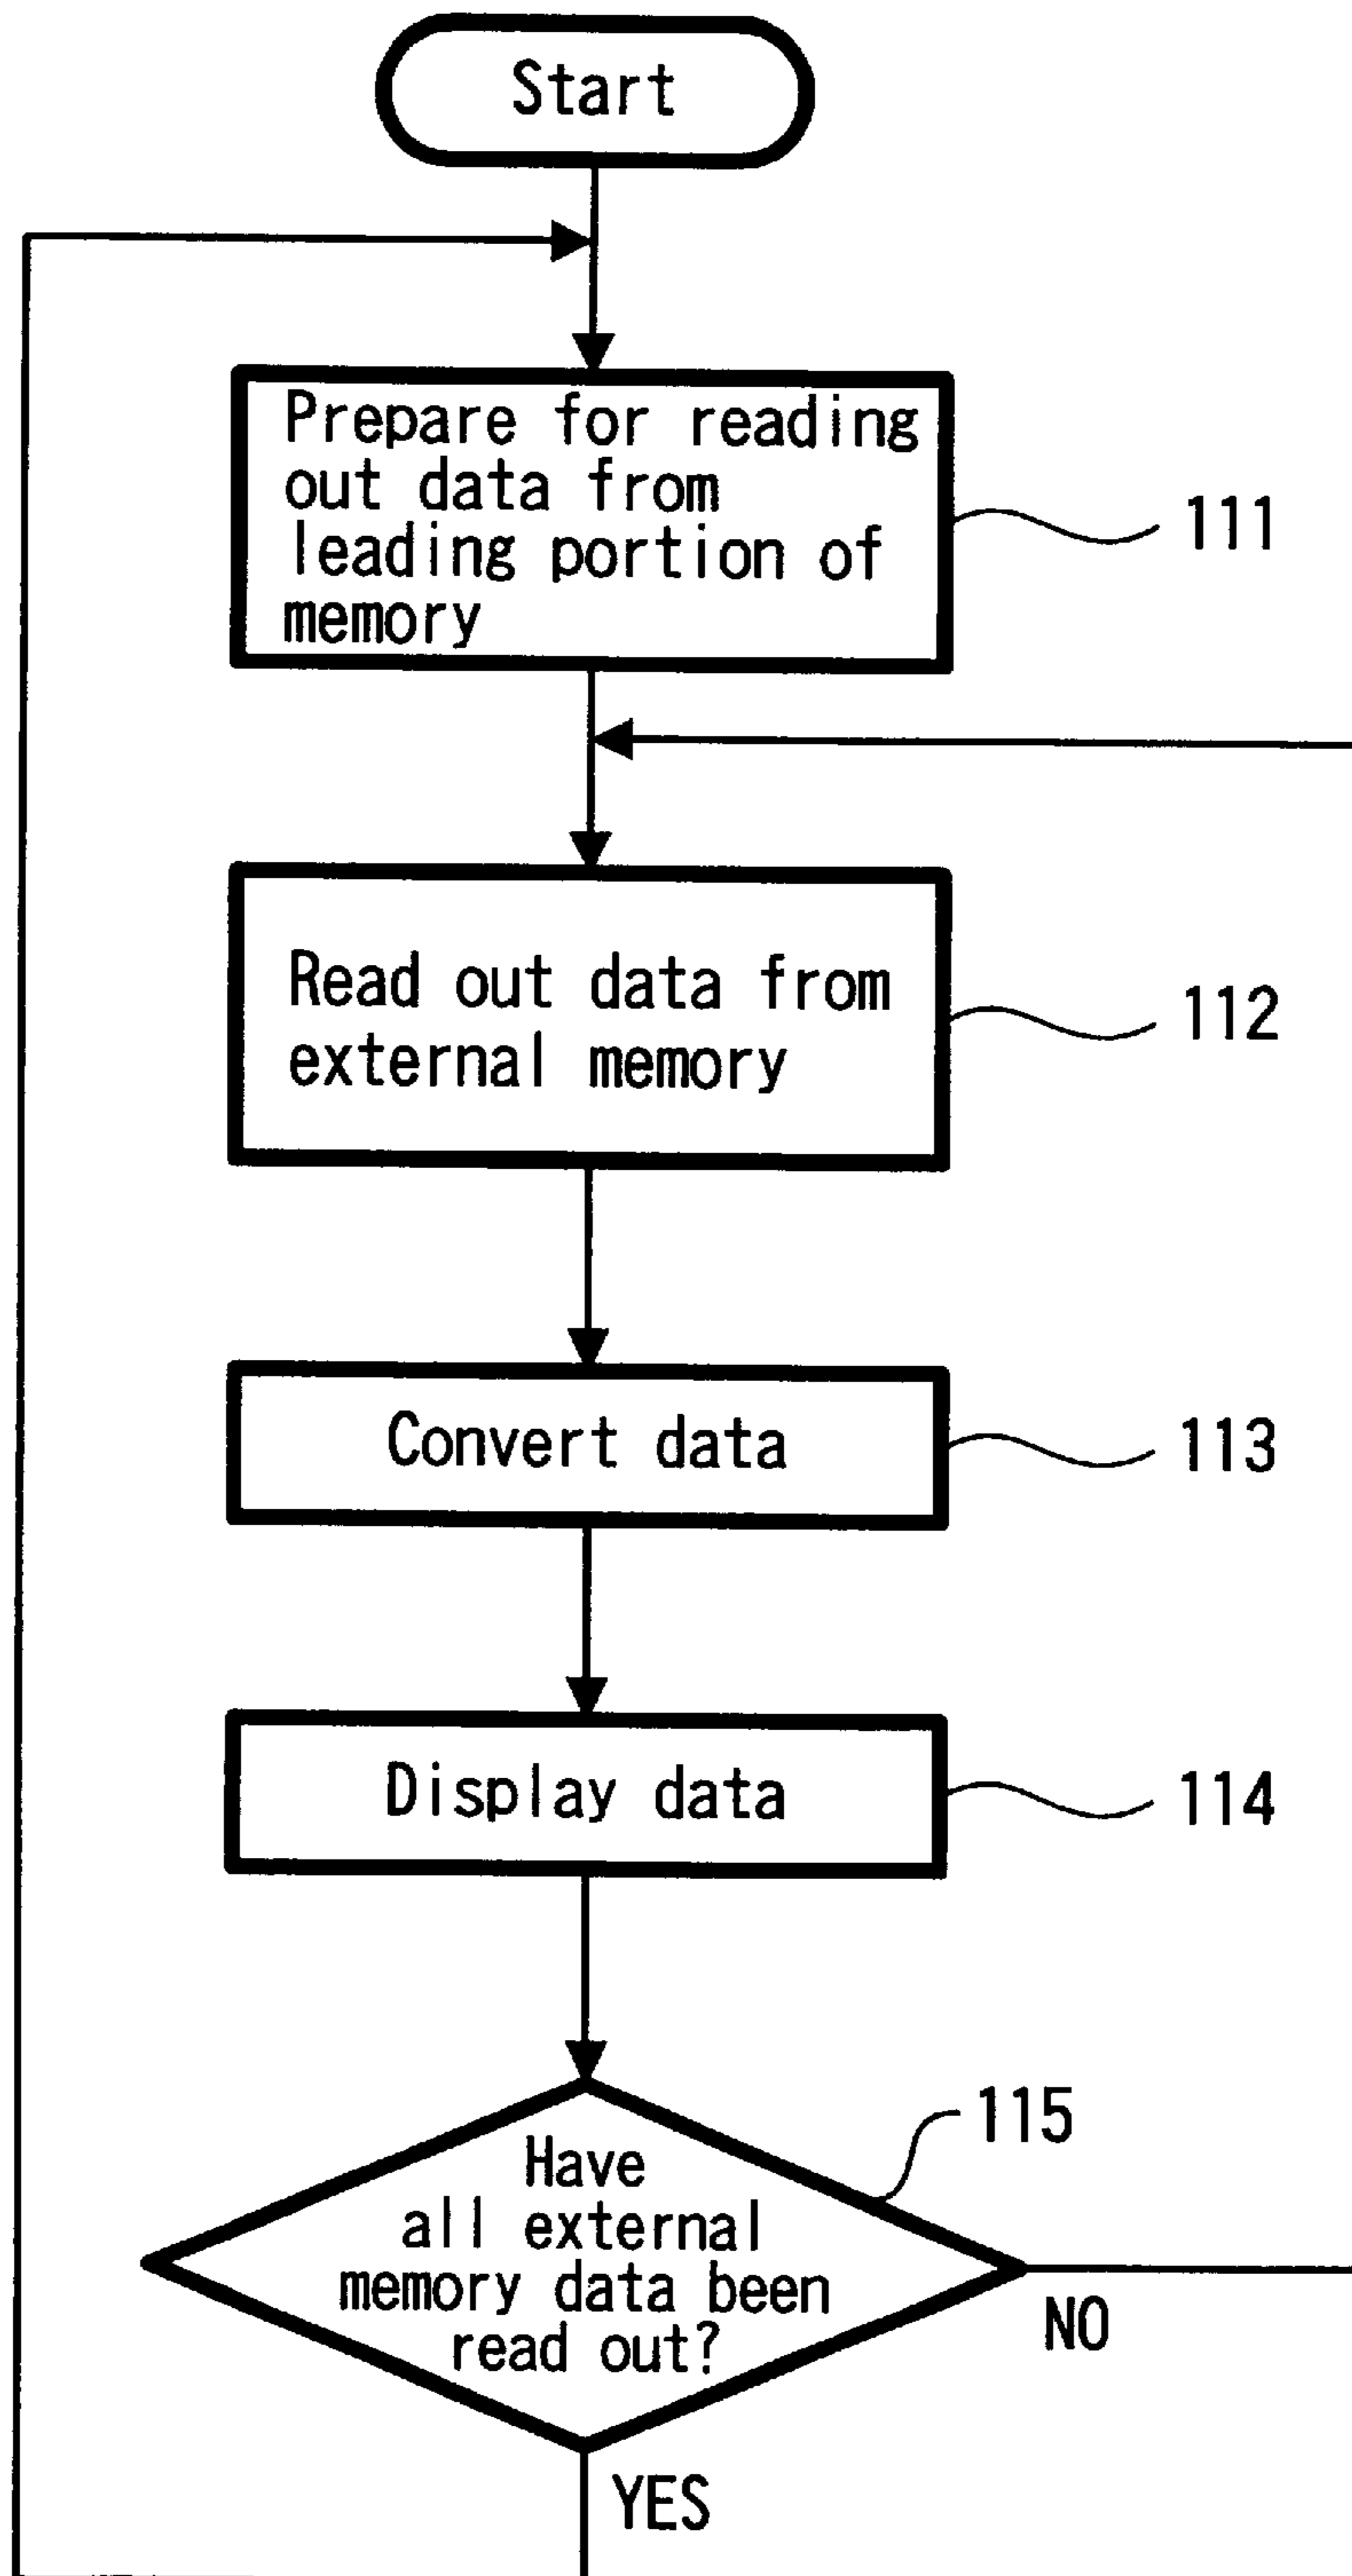 Start
Prepare for reading
out data from
leading portion of
memory
111
Read out data from
external memory
112
Convert data
113
Display data
114
115
Have
all external
memory data been
read out?
NO
YES